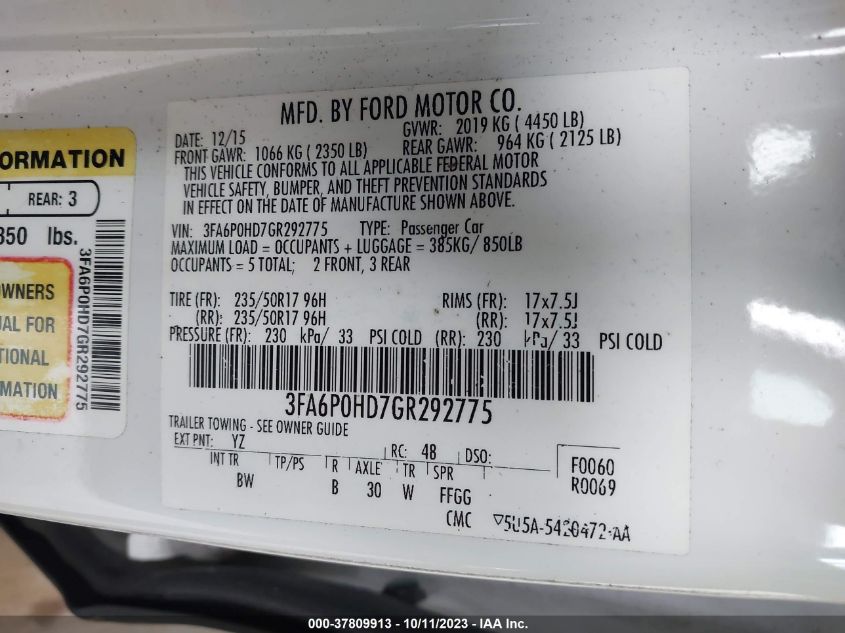 ORMATION
REAR: 3
350 lbs.
OWNERS
UAL FOR
TIONAL
RMATION
3FA6P0HD7GR292775
MFD. BY FORD MOTOR CO.
DATE: 12/15 GVWR: 2019 KG ( 4450 LB)
FRONT GAWR: 1066 KG ( 2350 LB) REAR GAWR: 964 KG ( 2125 LB)
THIS VEHICLE CONFORMS TO ALL APPLICABLE FEDERAL MOTOR
VEHICLE SAFETY, BUMPER, AND THEFT PREVENTION STANDARDS
IN EFFECT ON THE DATE OF MANUFACTURE SHOWN ABOVE.
VIN: 3FA6P0HD7GR292775 TYPE: Passenger Car
MAXIMUM LOAD = OCCUPANTS + LUGGAGE = 385KG/ 850LB
OCCUPANTS = 5 TOTAL; 2 FRONT, 3 REAR
TIRE (FR): 235/50R17 96H RIMS (FR): 17x7.5J
(RR): 235/50R17 96H (RR): 17x7.5J
PRESSURE (FR): 230 kPa/ 33 PSI COLD (RR): 230 kPa/ 33 PSI COLD
3FA6P0HD7GR292775
TRAILER TOWING - SEE OWNER GUIDE
EXT PNT: YZ RC: 48 DSO: F0060
INT TR TP/PS R AXLE TR SPR R0069
BW B 30 W FFGG
CMC ▽5U5A-5420472-AA
000-37809913 - 10/11/2023 - IAA Inc.